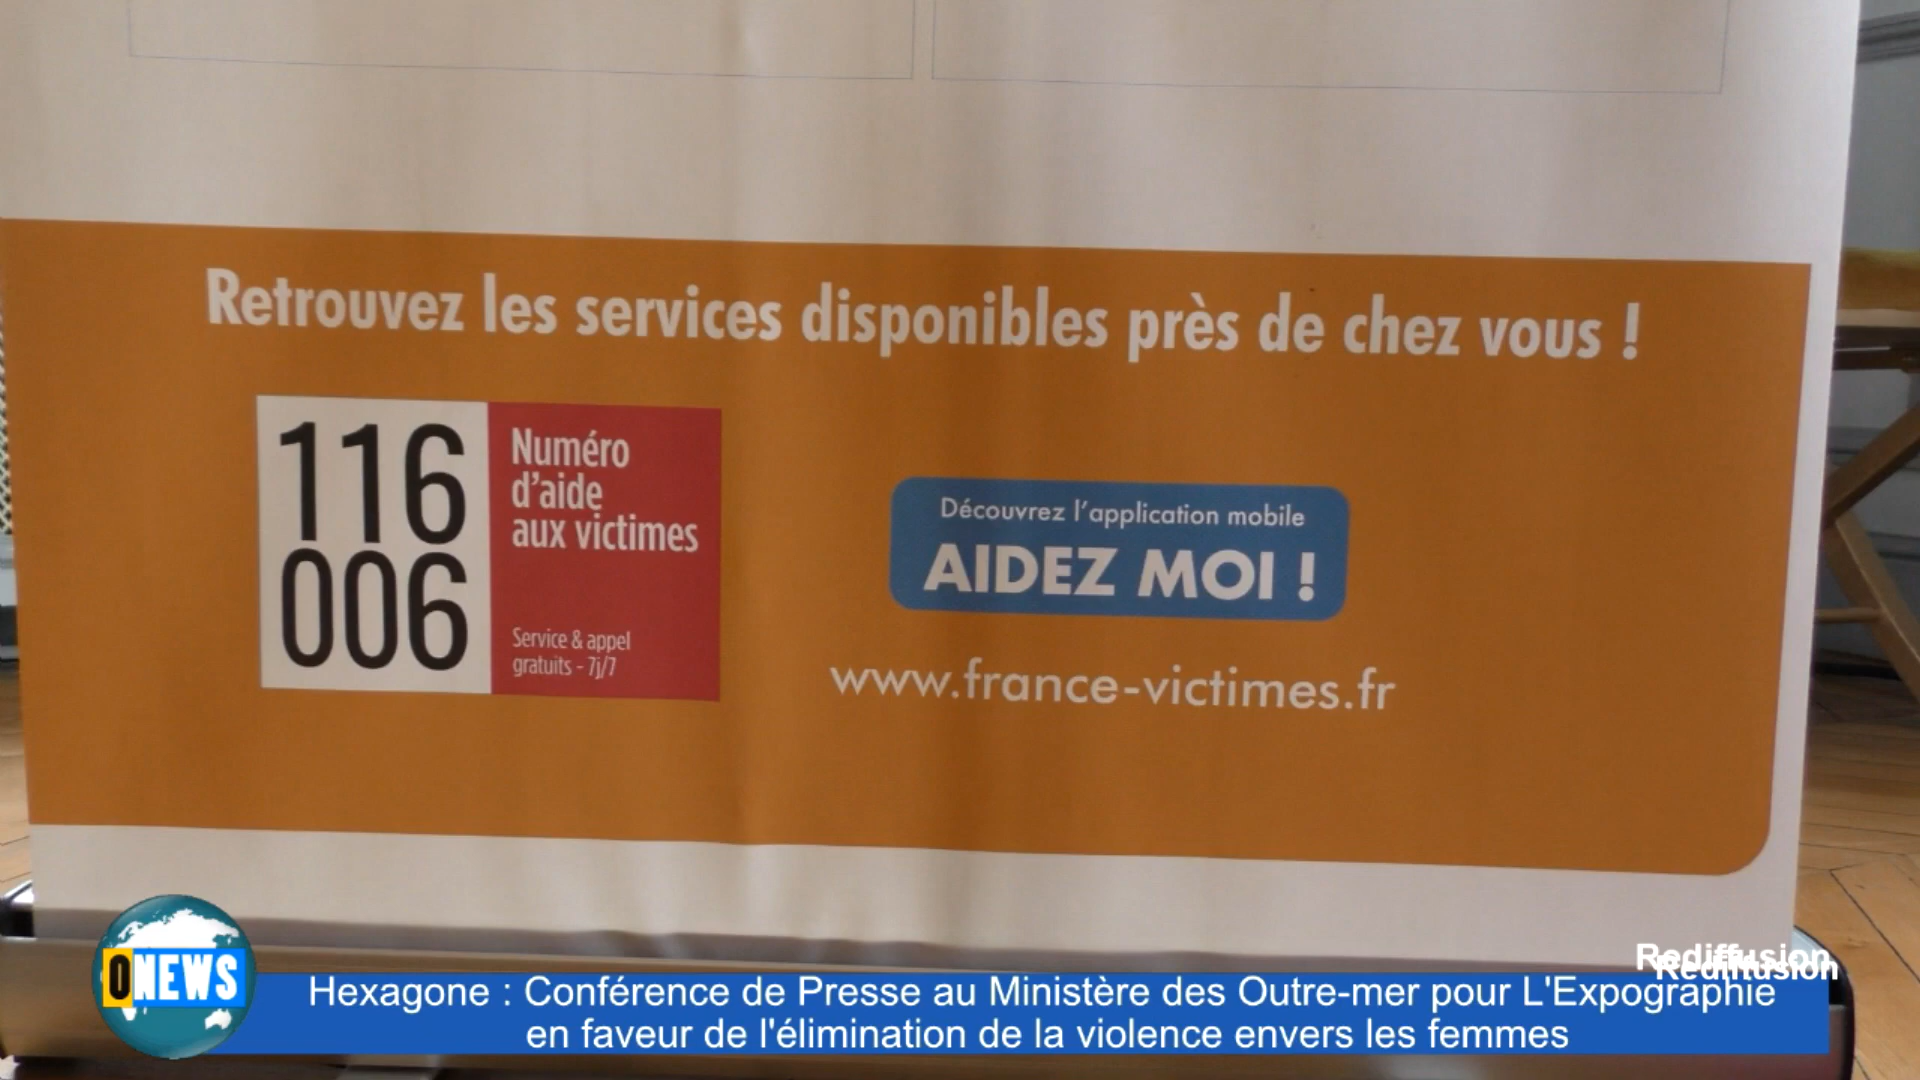 Retrouvez les services disponibles près de chez vous !
116
006
Numéro
d'aide
aux victimes
Service & appel
gratuits - 7j/7
Découvrez l'application mobile
AIDEZ MOI !
www.france-victimes.fr
ONEWS
Rediffusion
Rediffusion
Hexagone : Conférence de Presse au Ministère des Outre-mer pour L'Expographie
en faveur de l'élimination de la violence envers les femmes